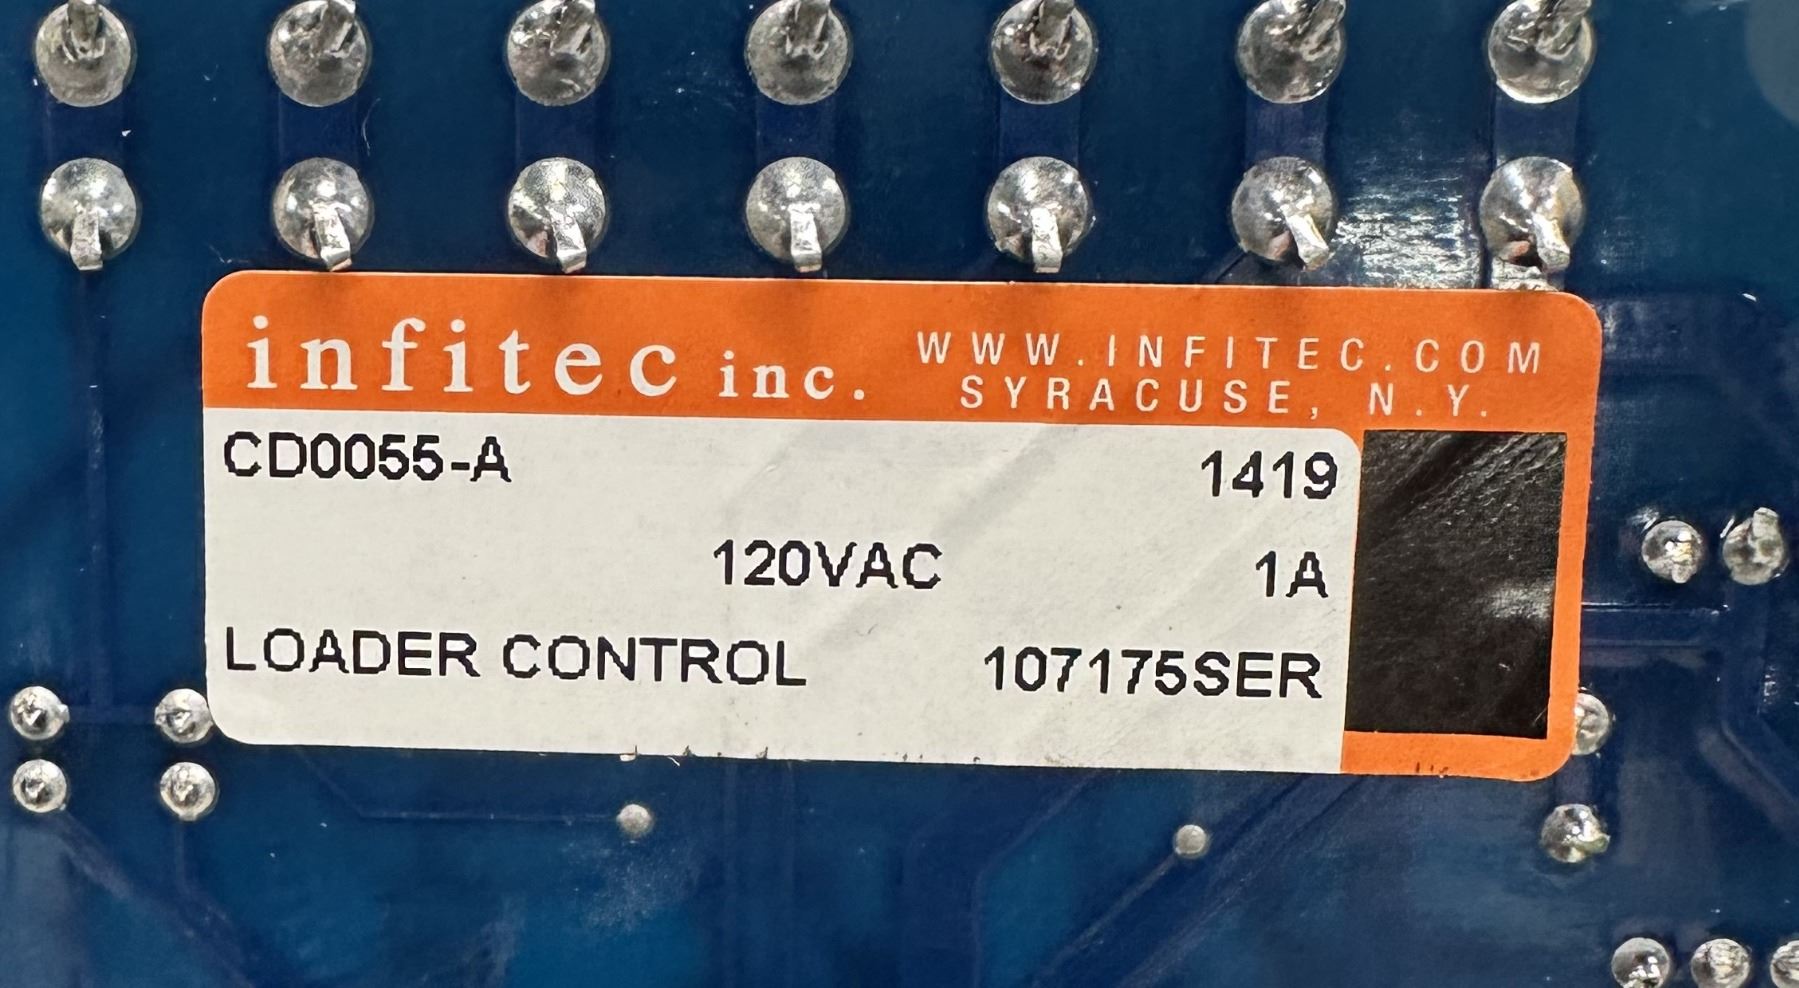 infitec inc.
WWW.INFITEC.COM
SYRACUSE, N.Y.
CD0055-A 1419
120VAC 1A
LOADER CONTROL 107175SER